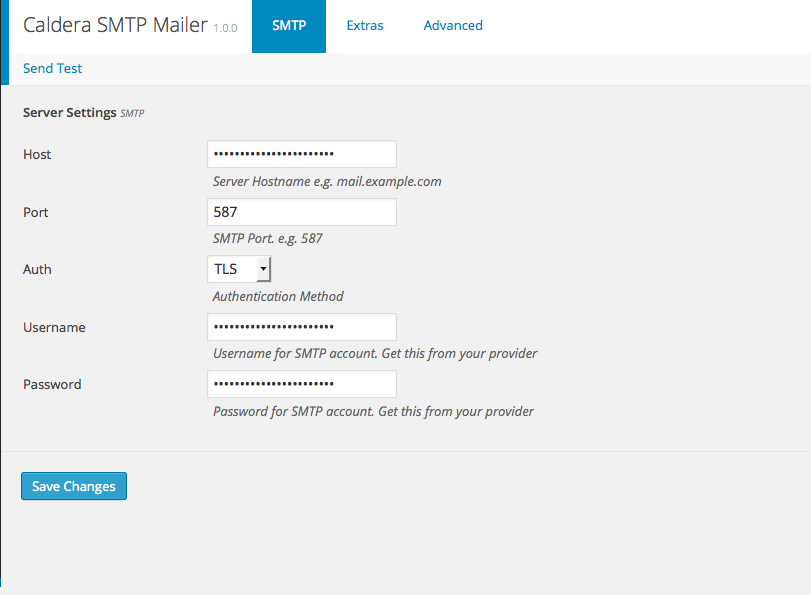 Caldera SMTP Mailer 1.0.0 SMTP Extras Advanced
Send Test
Server Settings SMTP
Host •••••••••••••••••••••••
Server Hostname e.g. mail.example.com
Port 587
SMTP Port. e.g. 587
Auth TLS
Authentication Method
Username •••••••••••••••••••••••
Username for SMTP account. Get this from your provider
Password •••••••••••••••••••••••
Password for SMTP account. Get this from your provider
Save Changes